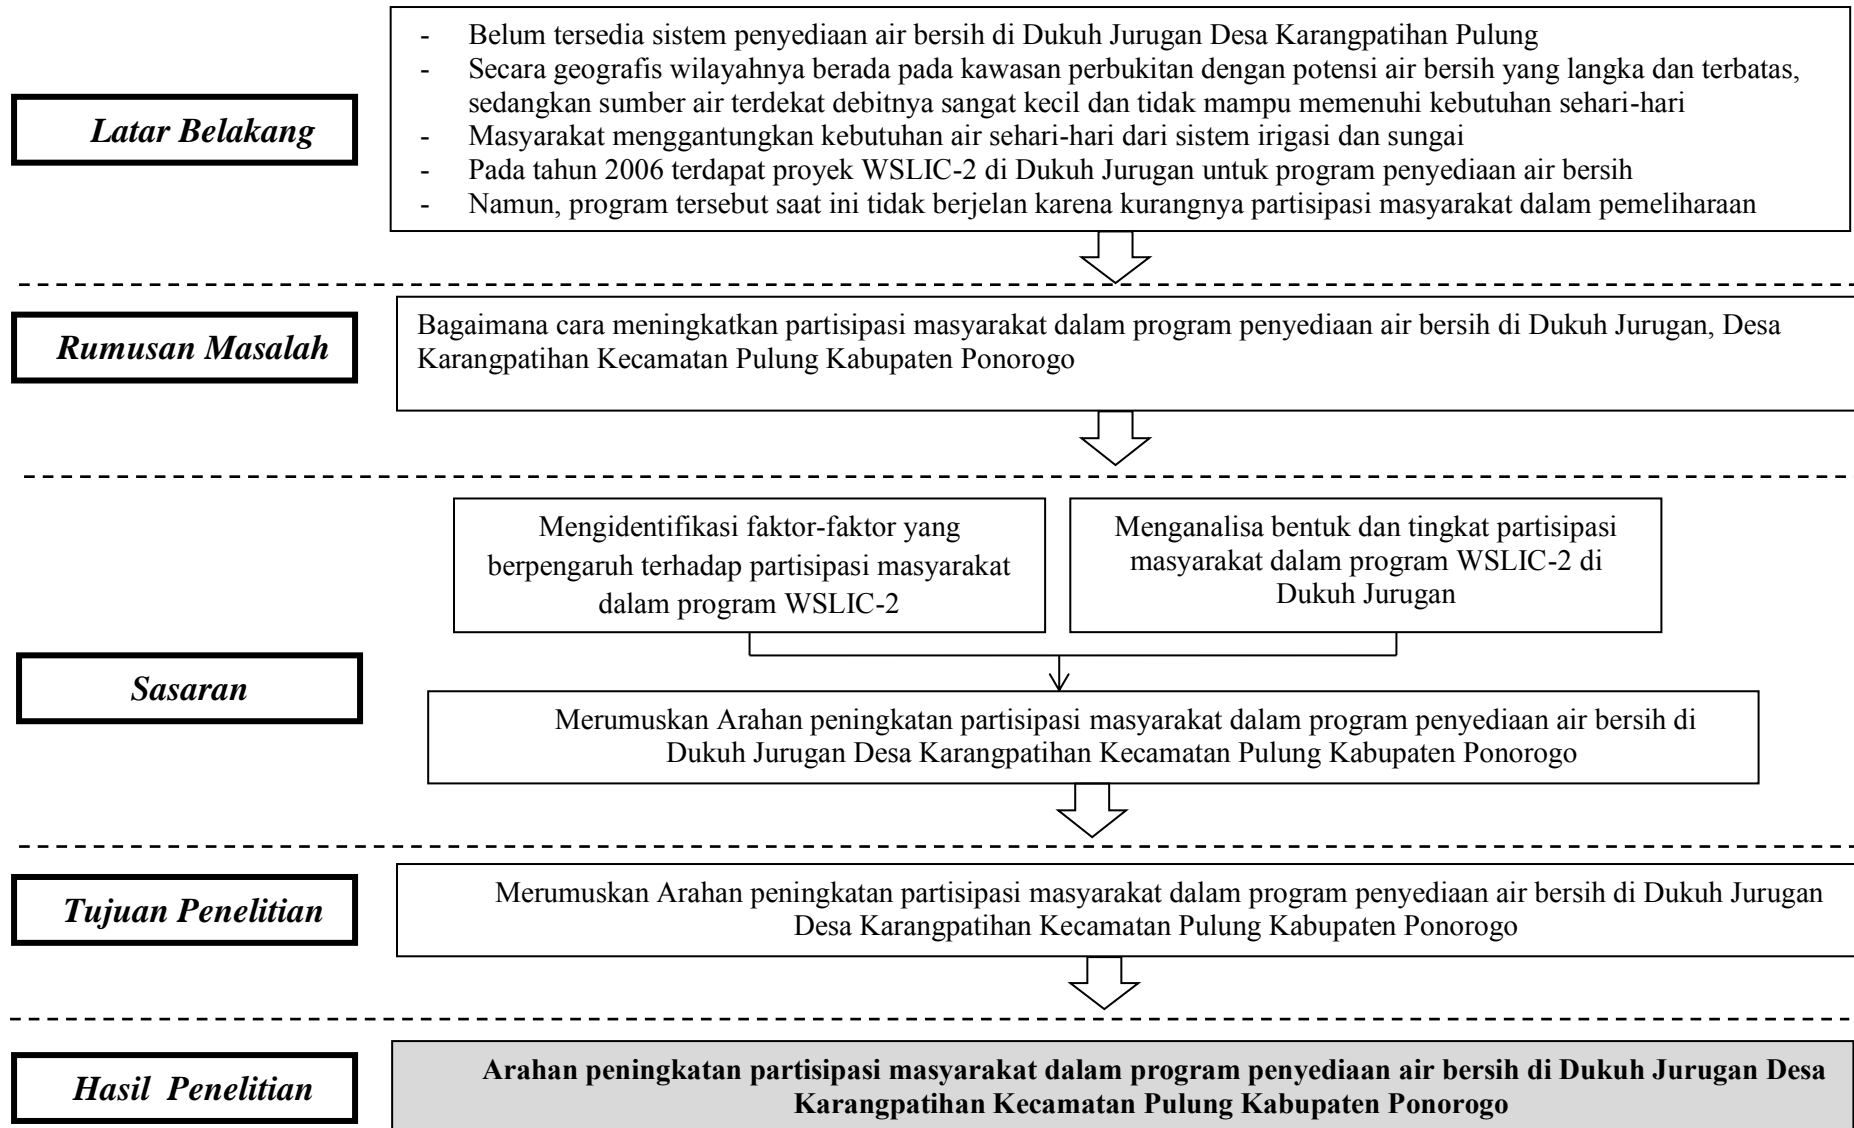 Latar Belakang
- Belum tersedia sistem penyediaan air bersih di Dukuh Jurugan Desa Karangpatihan Pulung
- Secara geografis wilayahnya berada pada kawasan perbukitan dengan potensi air bersih yang langka dan terbatas,
sedangkan sumber air terdekat debitnya sangat kecil dan tidak mampu memenuhi kebutuhan sehari-hari
- Masyarakat menggantungkan kebutuhan air sehari-hari dari sistem irigasi dan sungai
- Pada tahun 2006 terdapat proyek WSLIC-2 di Dukuh Jurugan untuk program penyediaan air bersih
- Namun, program tersebut saat ini tidak berjelan karena kurangnya partisipasi masyarakat dalam pemeliharaan
Rumusan Masalah
Bagaimana cara meningkatkan partisipasi masyarakat dalam program penyediaan air bersih di Dukuh Jurugan, Desa
Karangpatihan Kecamatan Pulung Kabupaten Ponorogo
Sasaran
Mengidentifikasi faktor-faktor yang
berpengaruh terhadap partisipasi masyarakat
dalam program WSLIC-2
Menganalisa bentuk dan tingkat partisipasi
masyarakat dalam program WSLIC-2 di
Dukuh Jurugan
Merumuskan Arahan peningkatan partisipasi masyarakat dalam program penyediaan air bersih di
Dukuh Jurugan Desa Karangpatihan Kecamatan Pulung Kabupaten Ponorogo
Tujuan Penelitian
Merumuskan Arahan peningkatan partisipasi masyarakat dalam program penyediaan air bersih di Dukuh Jurugan
Desa Karangpatihan Kecamatan Pulung Kabupaten Ponorogo
Hasil Penelitian
Arahan peningkatan partisipasi masyarakat dalam program penyediaan air bersih di Dukuh Jurugan Desa
Karangpatihan Kecamatan Pulung Kabupaten Ponorogo